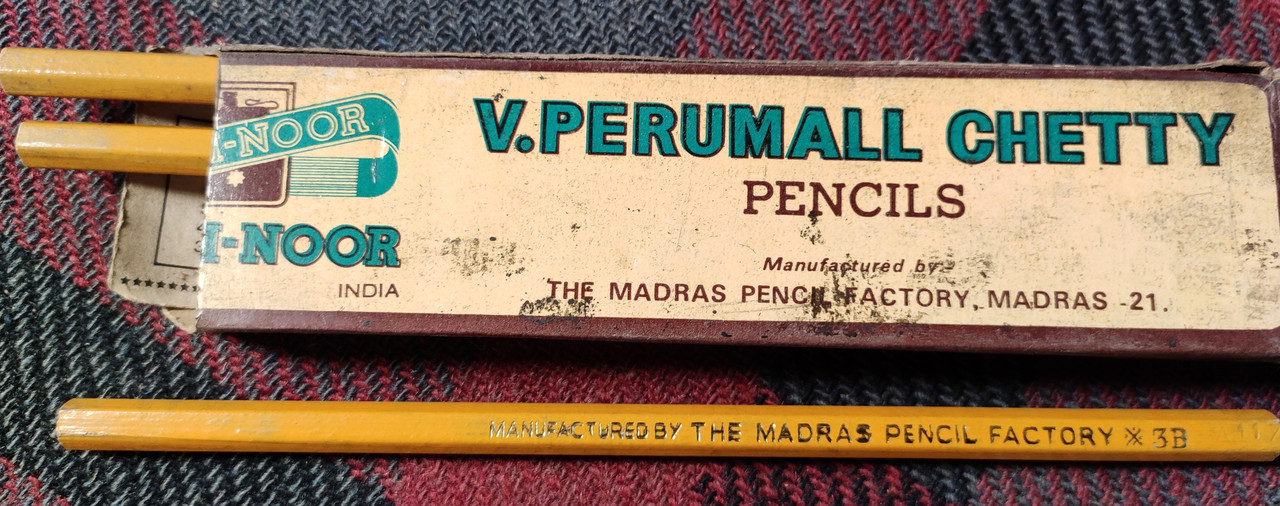 I-NOOR
I-NOOR
INDIA
V.PERUMALL CHETTY
PENCILS
Manufactured by:-
THE MADRAS PENCIL FACTORY, MADRAS -21.
MANUFACTURED BY THE MADRAS PENCIL FACTORY ※ 3B